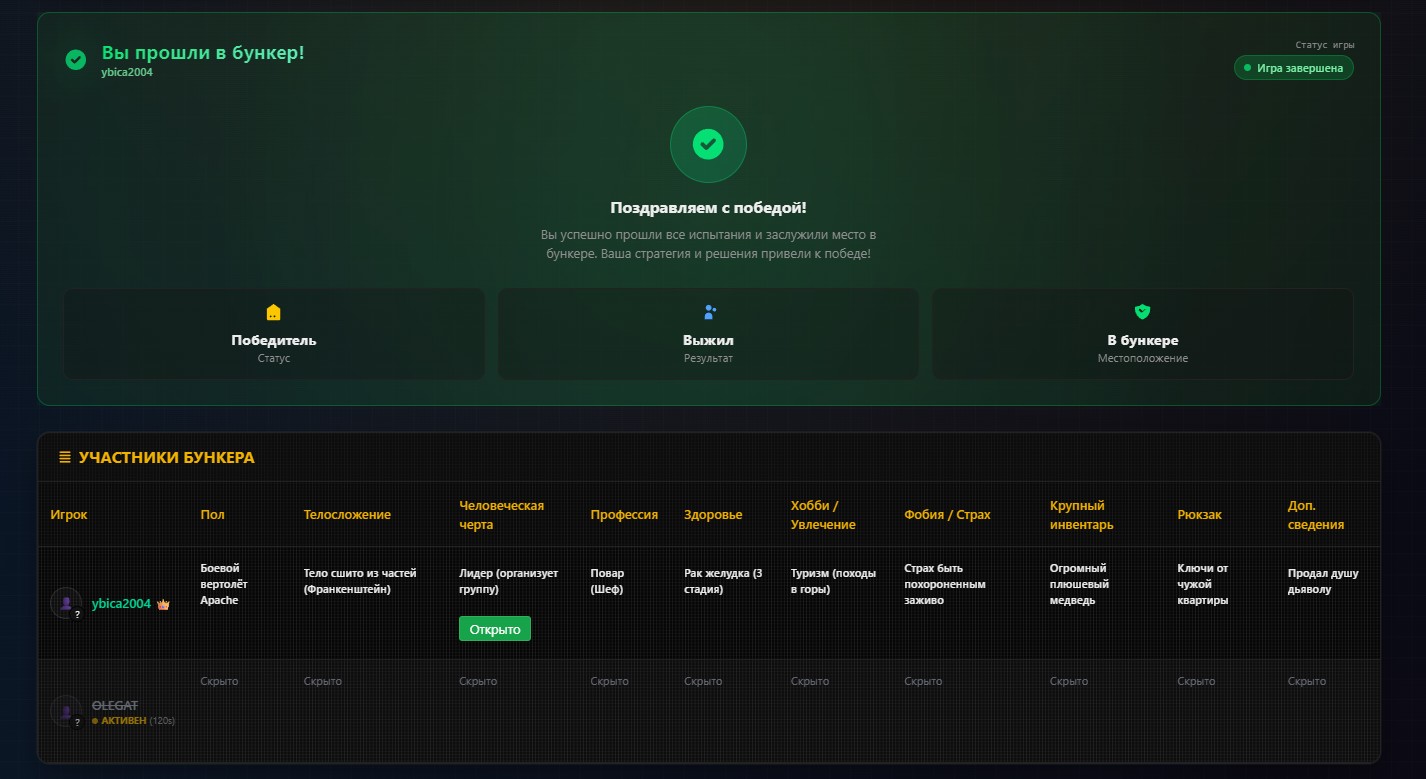 Вы прошли в бункер!
ybica2004
Статус игры
Игра завершена
Поздравляем с победой!
Вы успешно прошли все испытания и заслужили место в
бункере. Ваша стратегия и решения привели к победе!
Победитель
Статус
Выжил
Результат
В бункере
Местоположение
УЧАСТНИКИ БУНКЕРА
Игрок
Пол
Телосложение
Человеческая
черта
Профессия
Здоровье
Хобби /
Увлечение
Фобия / Страх
Крупный
инвентарь
Рюкзак
Доп.
сведения
?
ybica2004
Боевой
вертолёт
Apache
Тело сшито из частей
(Франкенштейн)
Лидер (организует
группу)
Открыто
Повар
(Шеф)
Рак желудка (3
стадия)
Туризм (походы
в горы)
Страх быть
похороненным
заживо
Огромный
плюшевый
медведь
Ключи от
чужой
квартиры
Продал душу
дьяволу
?
OLEGAT
АКТИВЕН (120s)
Скрыто
Скрыто
Скрыто
Скрыто
Скрыто
Скрыто
Скрыто
Скрыто
Скрыто
Скрыто